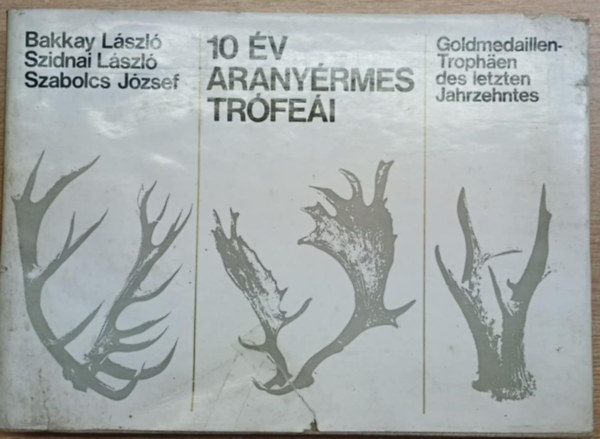 Bakkay László
Szidnai László
Szabolcs József
10 ÉV
ARANYÉRMES
TRÓFEÁI
Goldmedaillen-
Trophäen
des letzten
Jahrzehntes